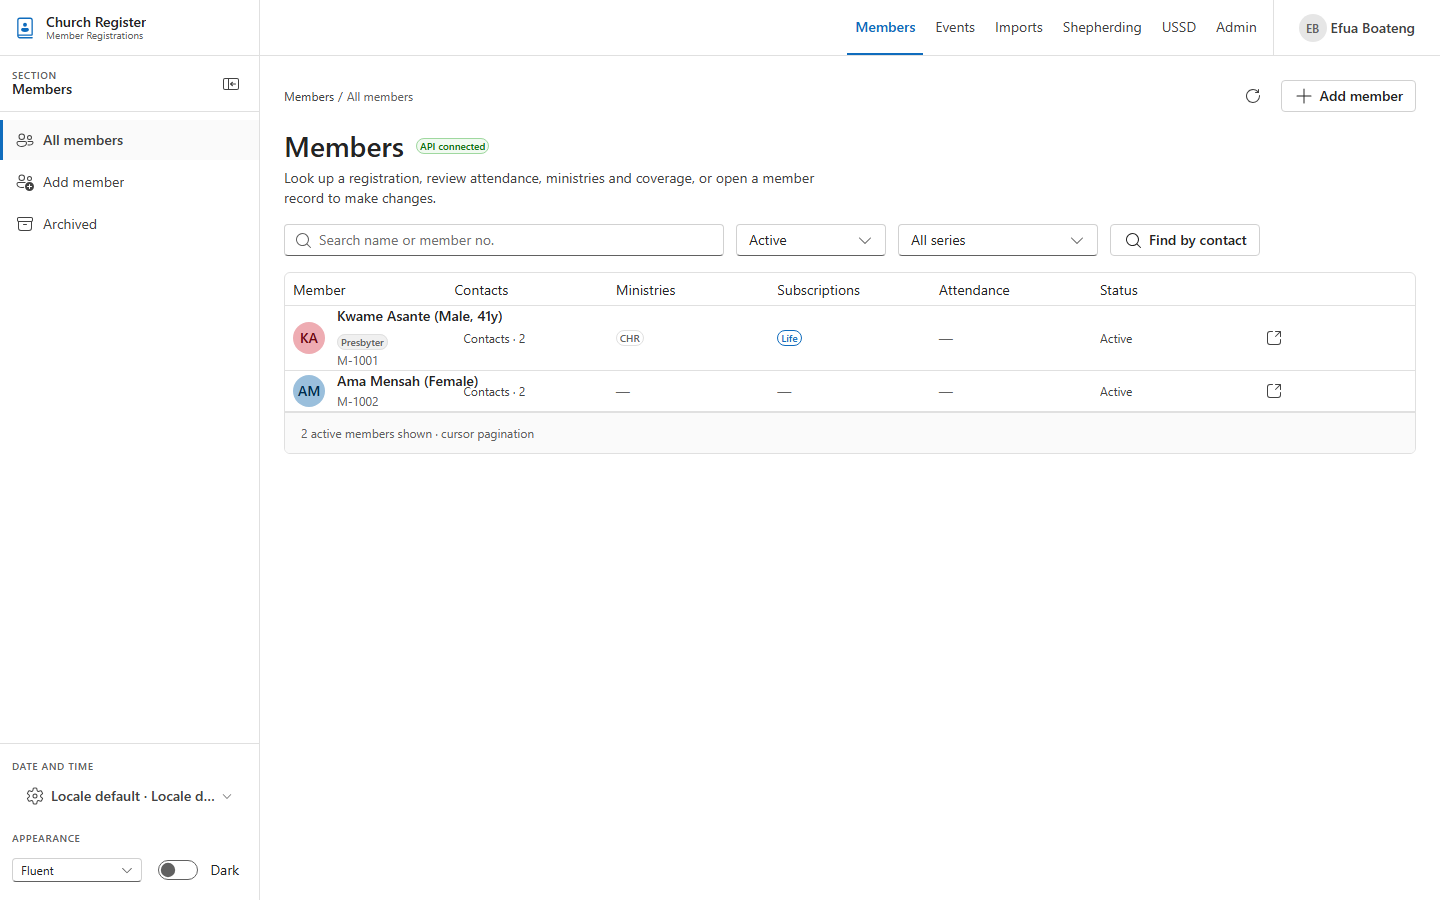 Church Register
Member Registrations
Members
Events
Imports
Shepherding
USSD
Admin
EB
Efua Boateng
SECTION
Members
All members
Add member
Archived
Members / All members
Add member
Members
API connected
Look up a registration, review attendance, ministries and coverage, or open a member
record to make changes.
Search name or member no.
Active
All series
Find by contact
Member
Contacts
Ministries
Subscriptions
Attendance
Status
KA
Kwame Asante (Male, 41y)
Presbyter
M-1001
Contacts · 2
CHR
Life
—
Active
AM
Ama Mensah (Female)
M-1002
Contacts · 2
—
—
—
Active
2 active members shown · cursor pagination
DATE AND TIME
Locale default · Locale d...
APPEARANCE
Fluent
Dark